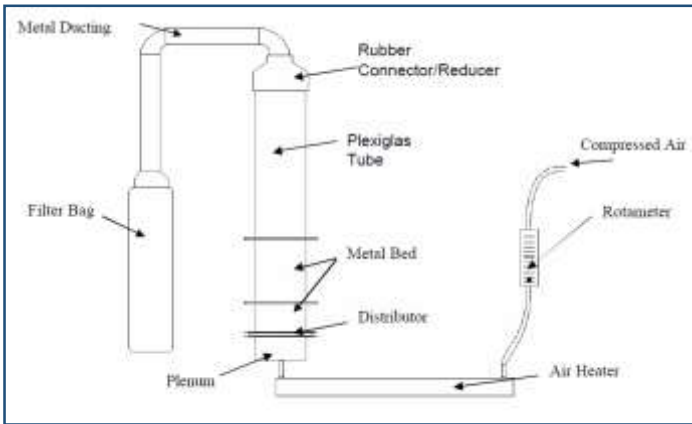 Metal Ducting
Rubber
Connector/Reducer
Plexiglas
Tube
Compressed Air
Filter Bag
Rotameter
Metal Bed
Distributor
Plenum
Air Heater